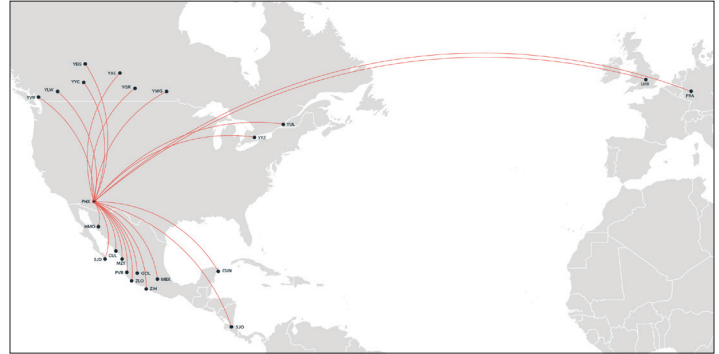 YEG
YXE
YYC
YLW
YQR
YWG
YVR
LHR
FRA
YUL
YYZ
PHX
HMO
CUL
SJD
MZT
PVR
GDL
CUN
MEX
ZLO
ZIH
SJO